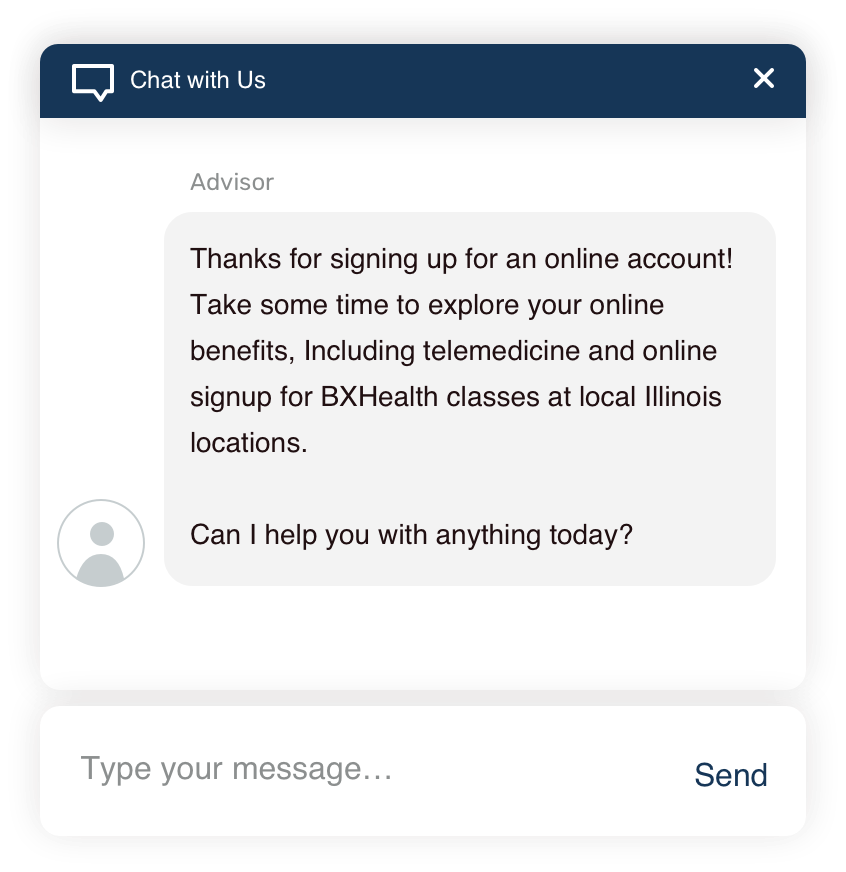 Chat with Us
Advisor
Thanks for signing up for an online account!
Take some time to explore your online
benefits, Including telemedicine and online
signup for BXHealth classes at local Illinois
locations.
Can I help you with anything today?
Type your message...
Send